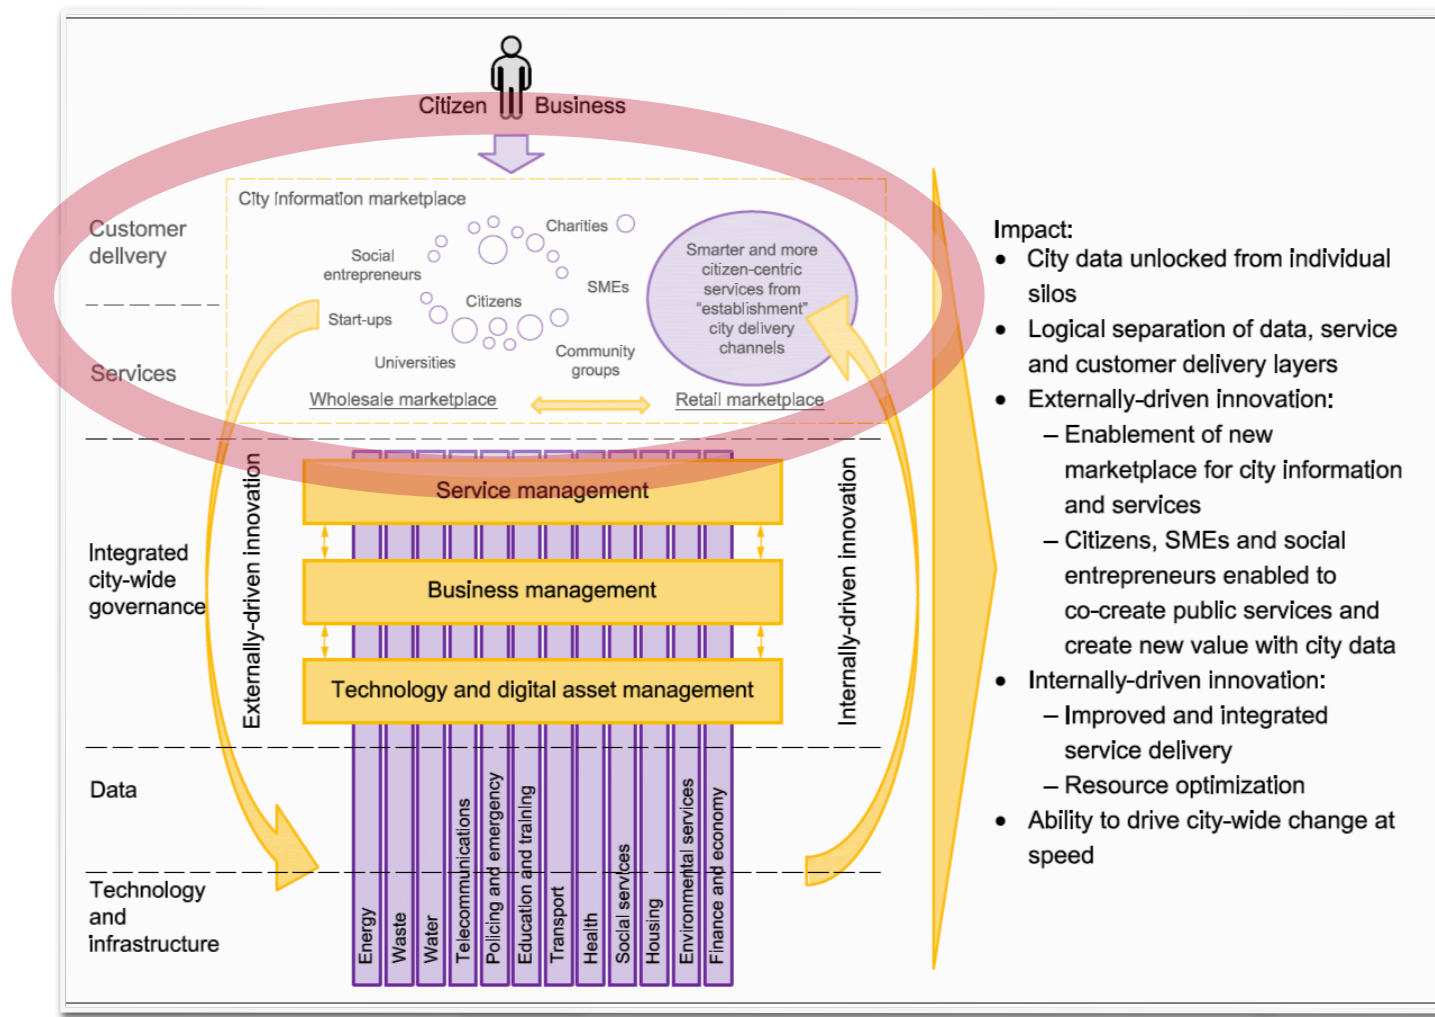 Citizen Business
City information marketplace
Customer
delivery
Services
Charities
Social
entrepreneurs
SMEs
Citizens
Start-ups
Universities
Community
groups
Smarter and more
citizen-centric
services from
“establishment”
city delivery
channels
Wholesale marketplace
Retail marketplace
Integrated
city-wide
governance
Externally-driven innovation
Service management
Business management
Technology and digital asset management
Internally-driven innovation
Data
Technology
and
infrastructure
Energy
Waste
Water
Telecommunications
Policing and emergency
Education and training
Transport
Health
Social services
Housing
Environmental services
Finance and economy
Impact:
• City data unlocked from individual
silos
• Logical separation of data, service
and customer delivery layers
• Externally-driven innovation:
– Enablement of new
marketplace for city information
and services
– Citizens, SMEs and social
entrepreneurs enabled to
co-create public services and
create new value with city data
• Internally-driven innovation:
– Improved and integrated
service delivery
– Resource optimization
• Ability to drive city-wide change at
speed